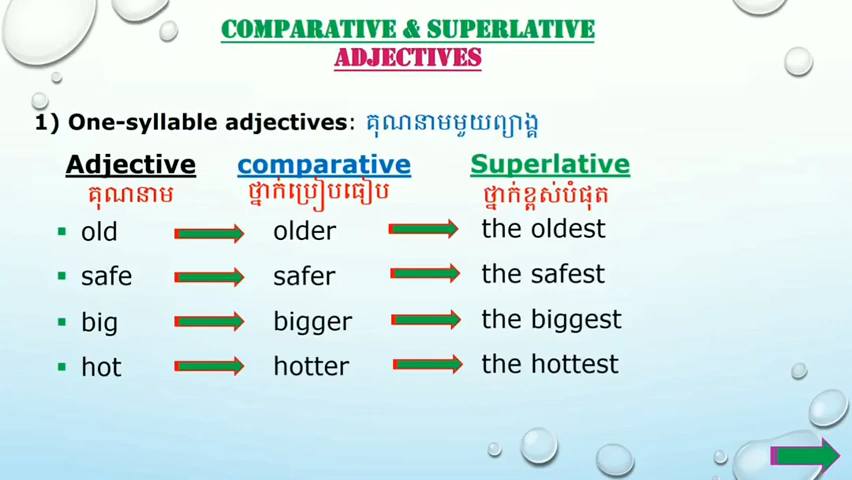 COMPARATIVE & SUPERLATIVE
ADJECTIVES
1) One-syllable adjectives: គុណនាមមួយព្យាង្គ
Adjective comparative Superlative
គុណនាម ថ្នាក់ប្រៀបធៀប ថ្នាក់ខ្ពស់បំផុត
▪ old older the oldest
▪ safe safer the safest
▪ big bigger the biggest
▪ hot hotter the hottest